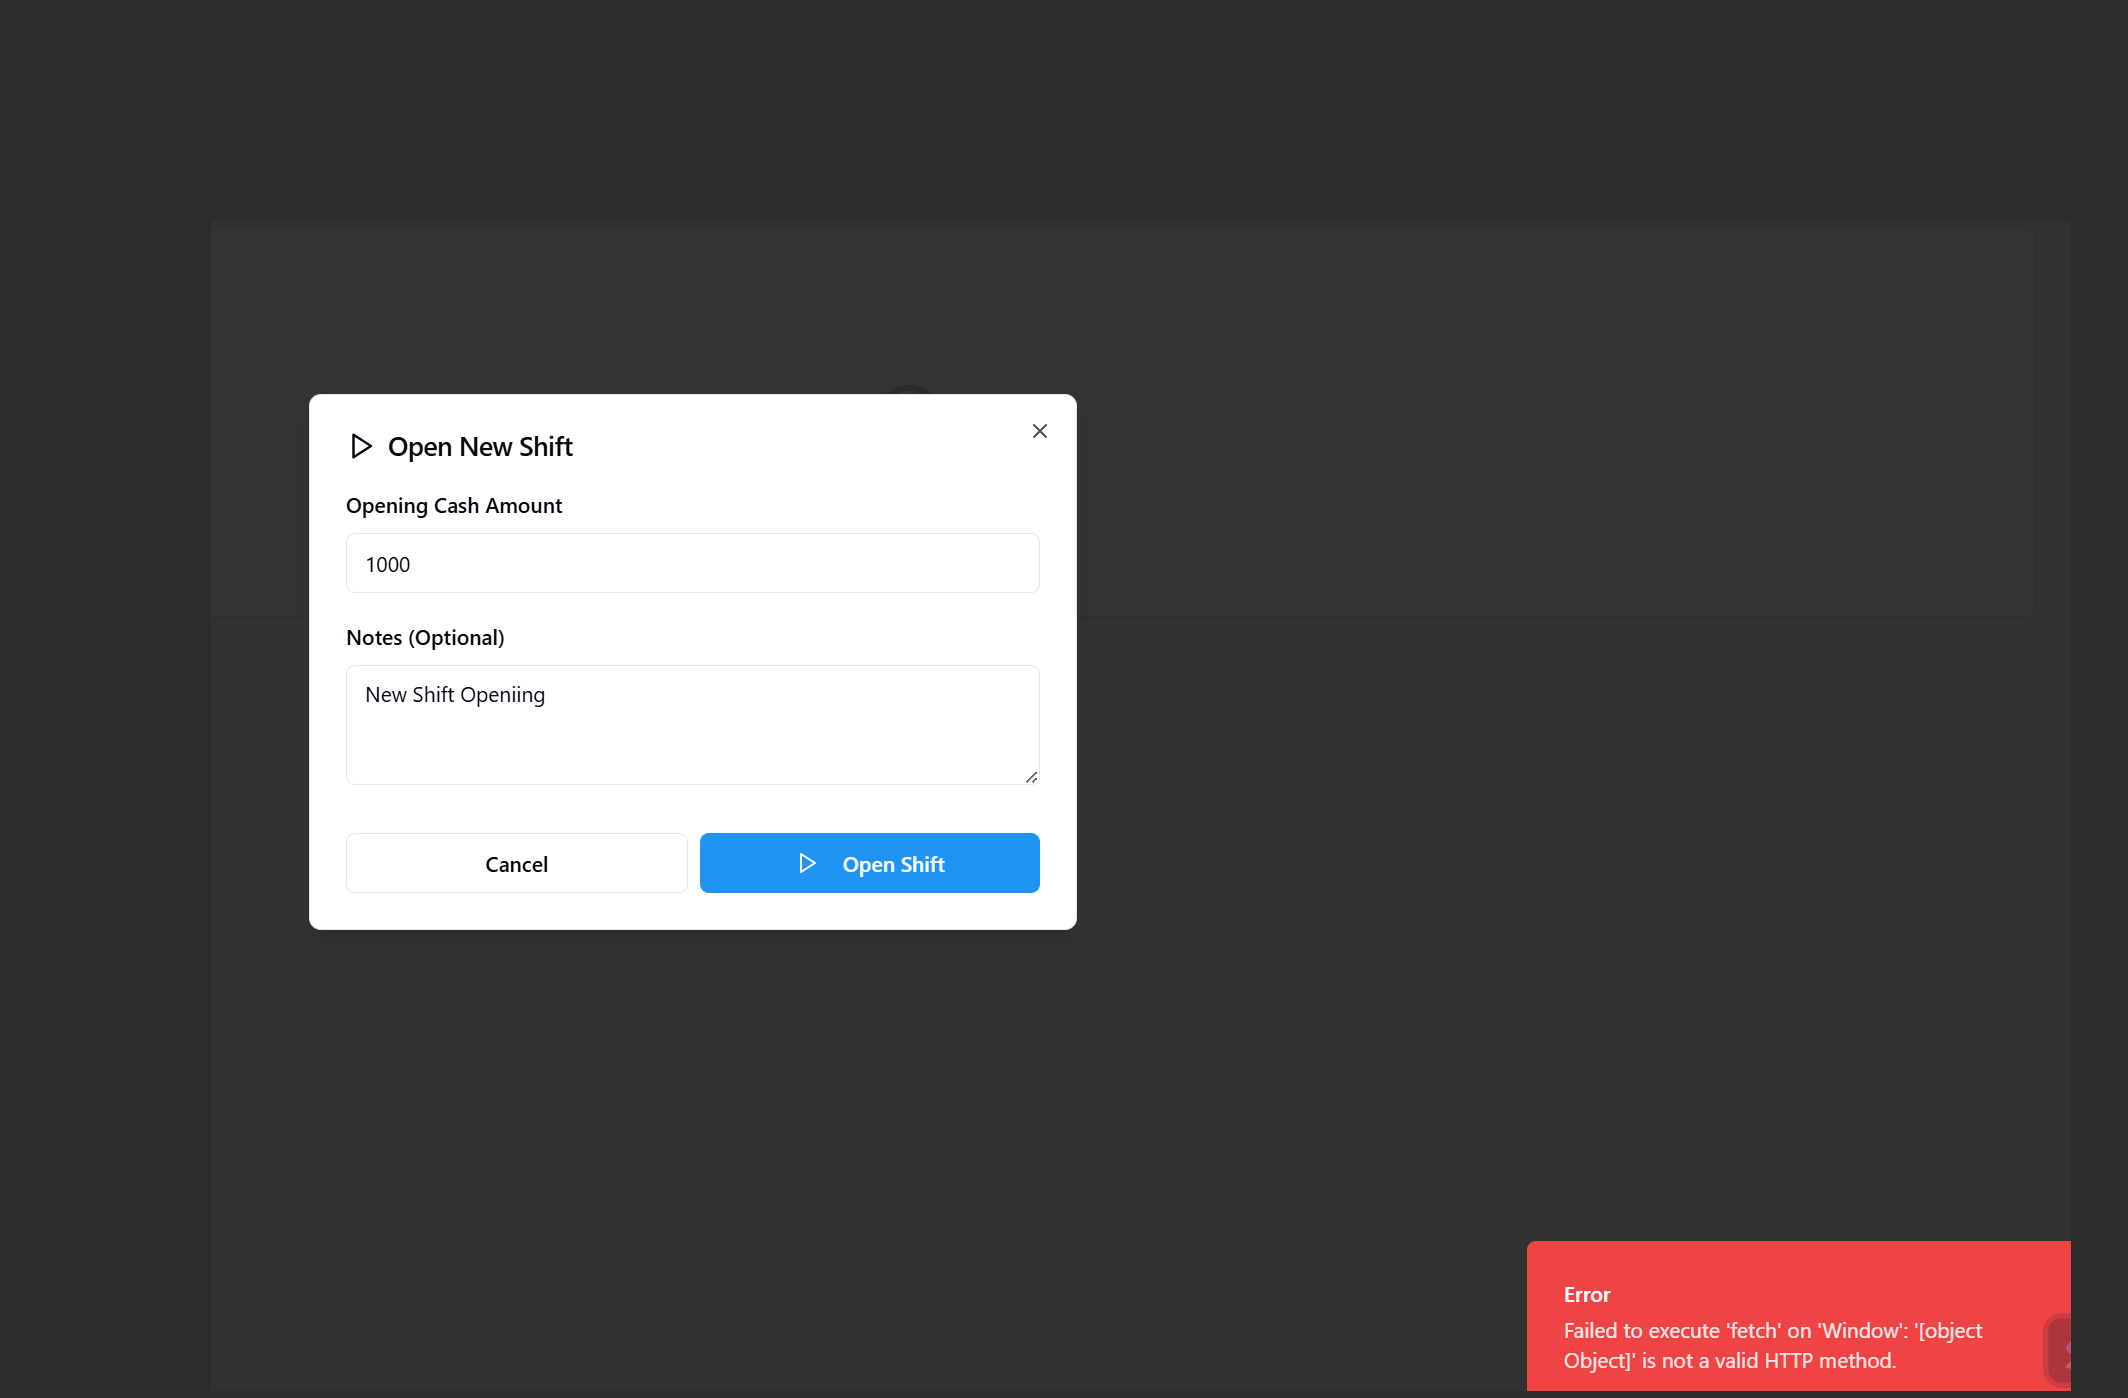 Open New Shift
Opening Cash Amount
1000
Notes (Optional)
New Shift Openiing
Cancel
Open Shift
Error
Failed to execute 'fetch' on 'Window': '[object
Object]' is not a valid HTTP method.